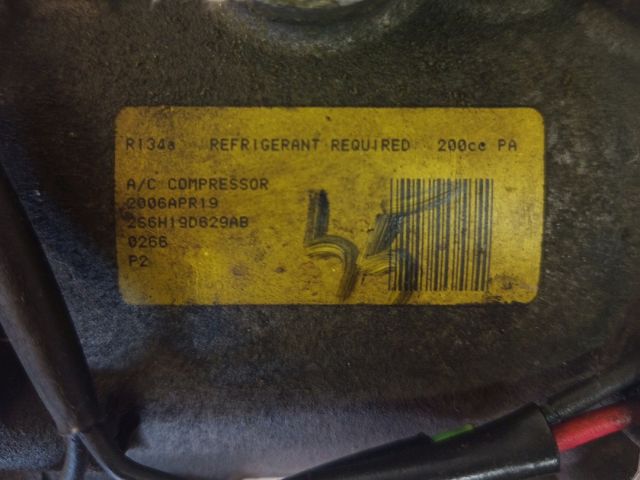 R134a REFRIGERANT REQUIRED 200cc PA
A/C COMPRESSOR
2006APR19
2S6H19D629AB
0266
P2